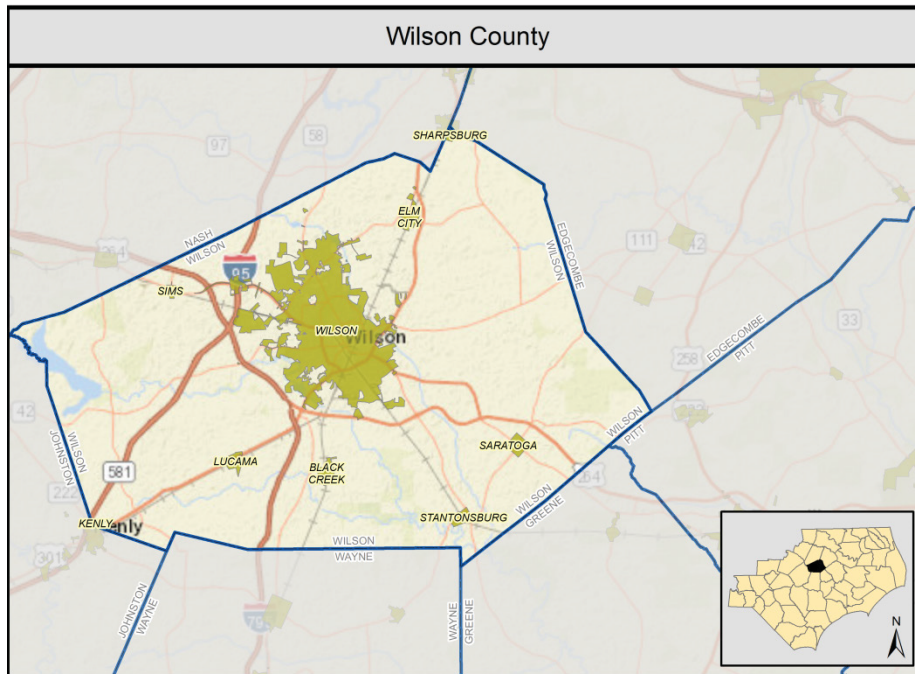 Wilson County
SHARPSBURG
58
97
ELM
CITY
NASH
WILSON
EDGECOMBE
WILSON
111
42
264
95
SIMS
WILSON
Wilson
33
EDGECOMBE
PITT
258
42
WILSON
JOHNSTON
WILSON
PITT
SARATOGA
LUCAMA
BLACK
CREEK
581
264
222
WILSON
GREENE
STANTONSBURG
KENLY
enly
301
WILSON
WAYNE
JOHNSTON
WAYNE
WAYNE
GREENE
79
N